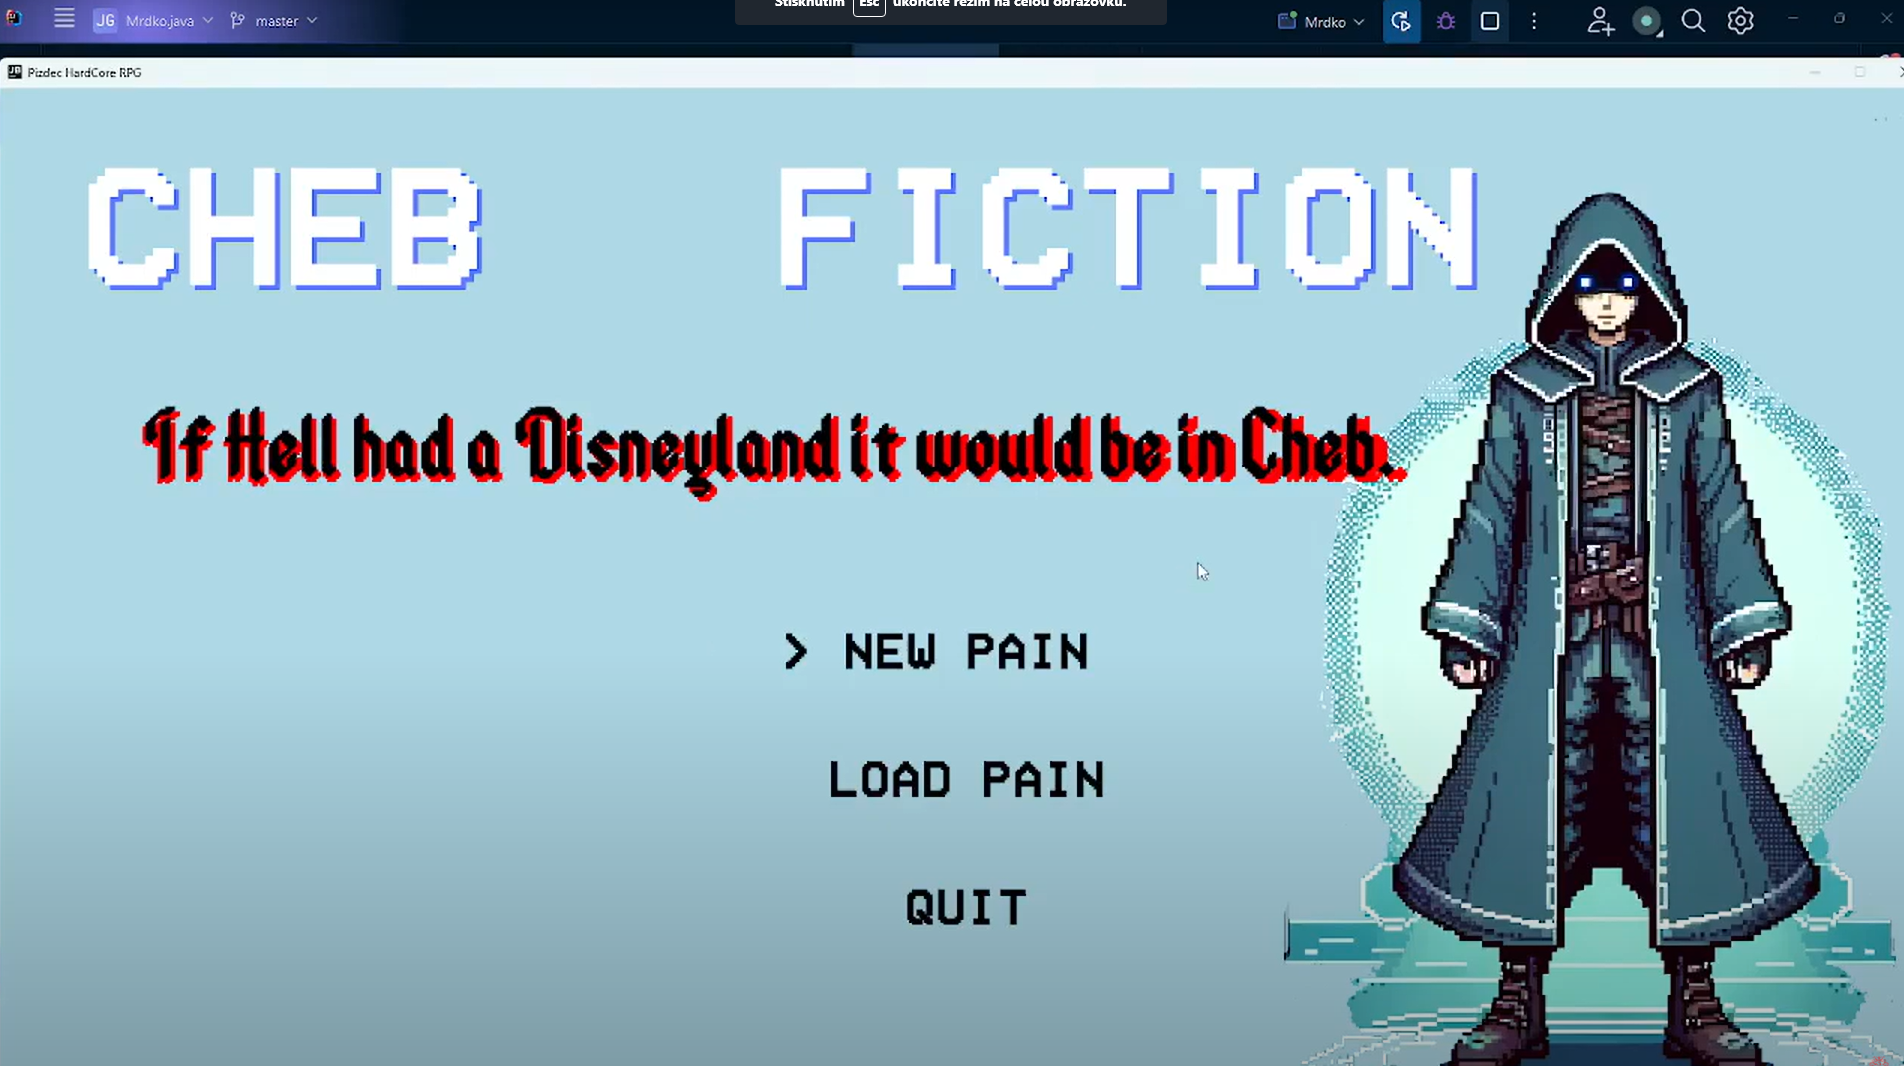 JG Mrdko.java master
Stisknutím Esc ukončíte režim na celou obrazovku.
Mrdko
Pizdec HardCore RPG
CHEB FICTION
If Hell had a Disneyland it would be in Cheb.
> NEW PAIN
LOAD PAIN
QUIT